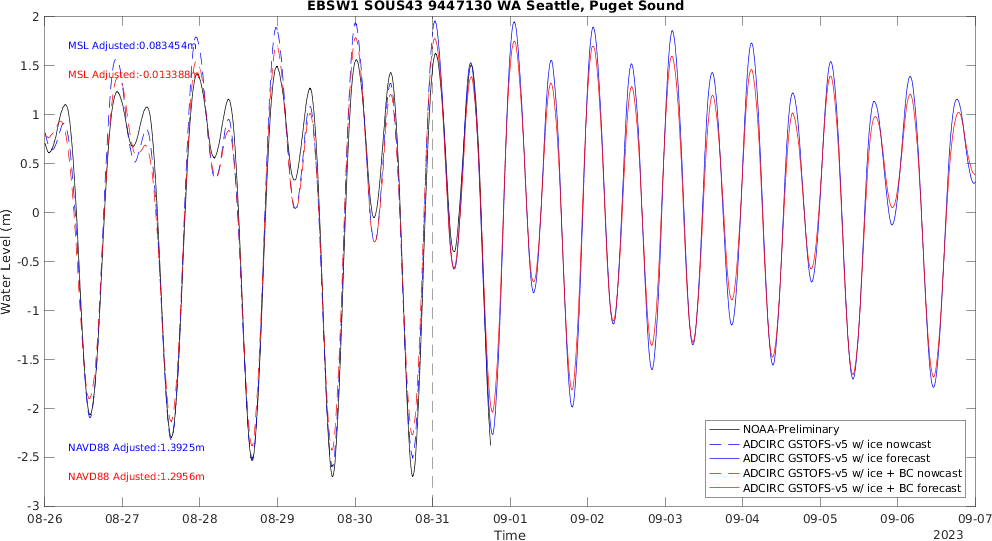 EBSW1 SOUS43 9447130 WA Seattle, Puget Sound
2
1.5
1
0.5
0
-0.5
-1
-1.5
-2
-2.5
-3
Water Level (m)
MSL Adjusted:0.083454m
MSL Adjusted:-0.013388m
NAVD88 Adjusted:1.3925m
NAVD88 Adjusted:1.2956m
NOAA-Preliminary
ADCIRC GSTOFS-v5 w/ ice nowcast
ADCIRC GSTOFS-v5 w/ ice forecast
ADCIRC GSTOFS-v5 w/ ice + BC nowcast
ADCIRC GSTOFS-v5 w/ ice + BC forecast
08-26 08-27 08-28 08-29 08-30 08-31 09-01 09-02 09-03 09-04 09-05 09-06 09-07
Time
2023